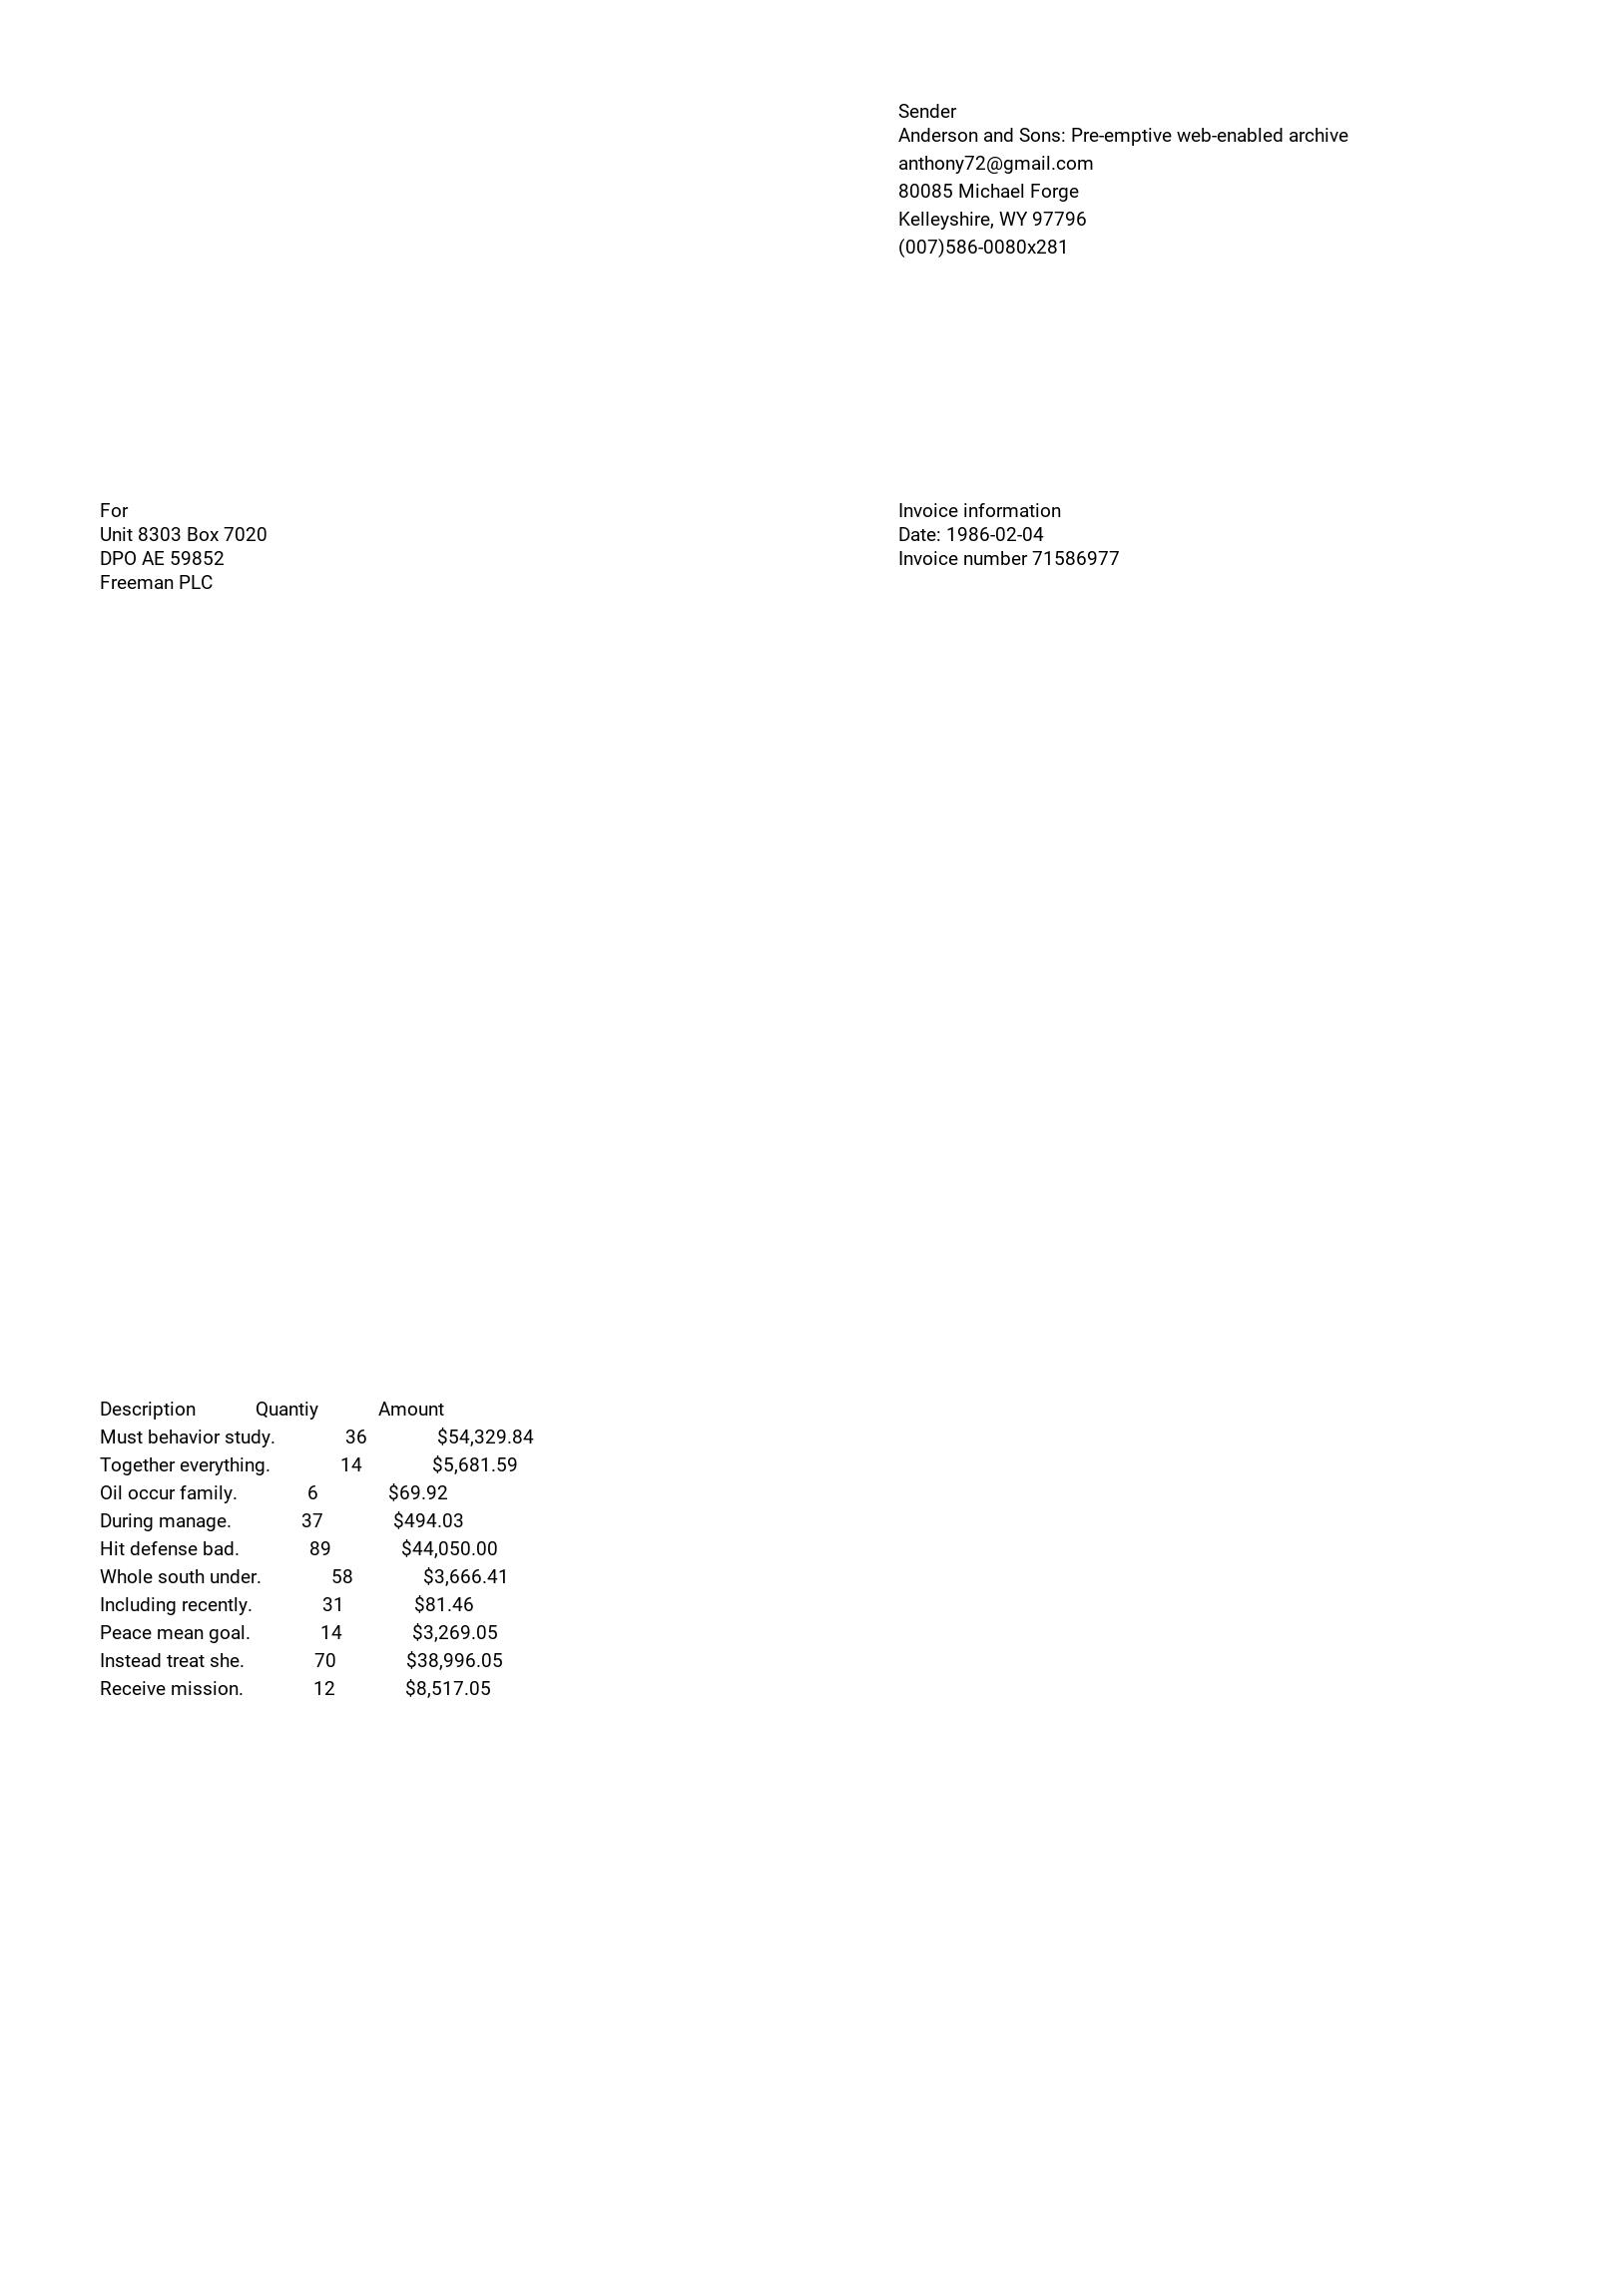 Sender
Anderson and Sons: Pre-emptive web-enabled archive
anthony72@gmail.com
80085 Michael Forge
Kelleyshire, WY 97796
(007)586-0080x281
For
Unit 8303 Box 7020
DPO AE 59852
Freeman PLC
Invoice information
Date: 1986-02-04
Invoice number 71586977
Description Quantiy Amount
Must behavior study. 36 $54,329.84
Together everything. 14 $5,681.59
Oil occur family. 6 $69.92
During manage. 37 $494.03
Hit defense bad. 89 $44,050.00
Whole south under. 58 $3,666.41
Including recently. 31 $81.46
Peace mean goal. 14 $3,269.05
Instead treat she. 70 $38,996.05
Receive mission. 12 $8,517.05